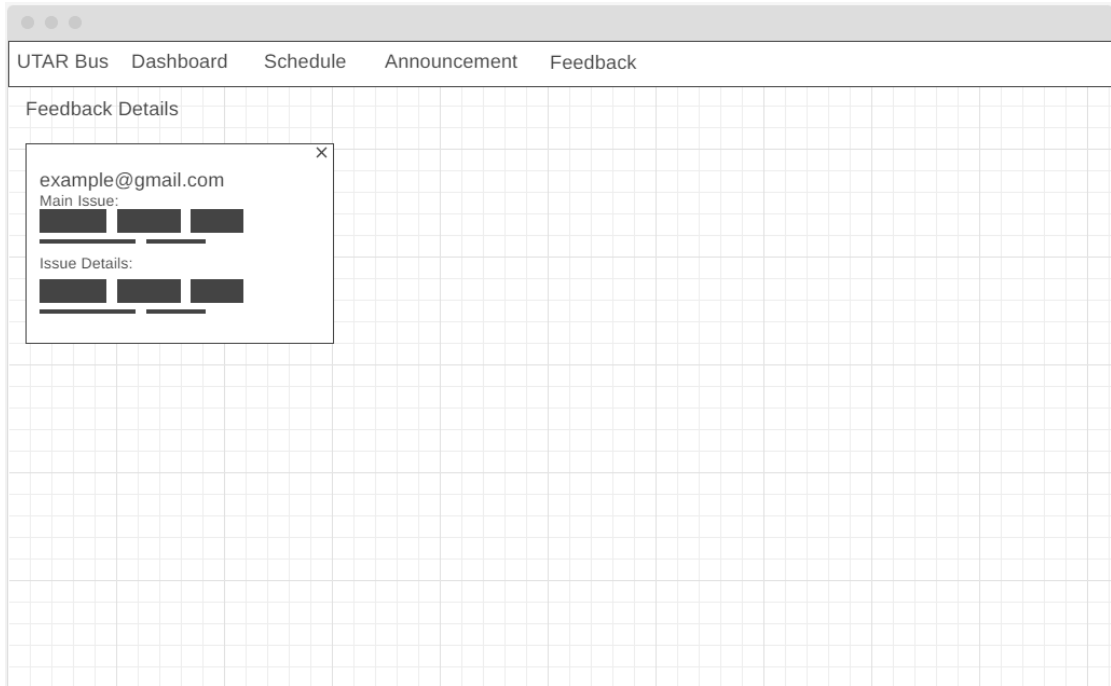 UTAR Bus Dashboard Schedule Announcement Feedback
Feedback Details
example@gmail.com
Main Issue:
Issue Details: